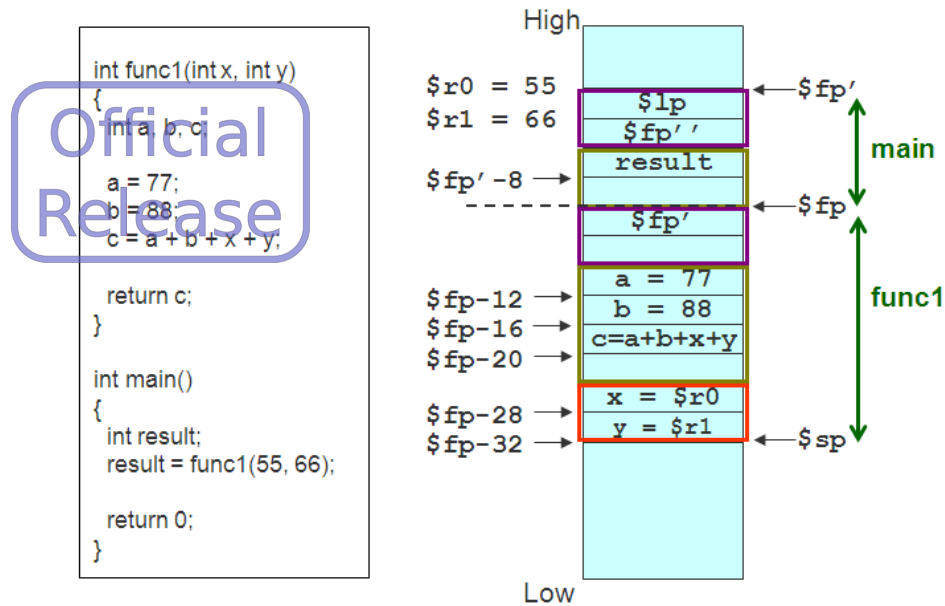 int func1(int x, int y)
{
int a, b, c;
a = 77;
b = 88;
c = a + b + x + y;
return c;
}
int main()
{
int result;
result = func1(55, 66);
return 0;
}
Official
Release
High
$r0 = 55
$r1 = 66
$fp'-8
$fp-12
$fp-16
$fp-20
$fp-28
$fp-32
$lp
$fp''
result
$fp'
a = 77
b = 88
c=a+b+x+y
x = $r0
y = $r1
Low
$fp'
main
$fp
func1
$sp